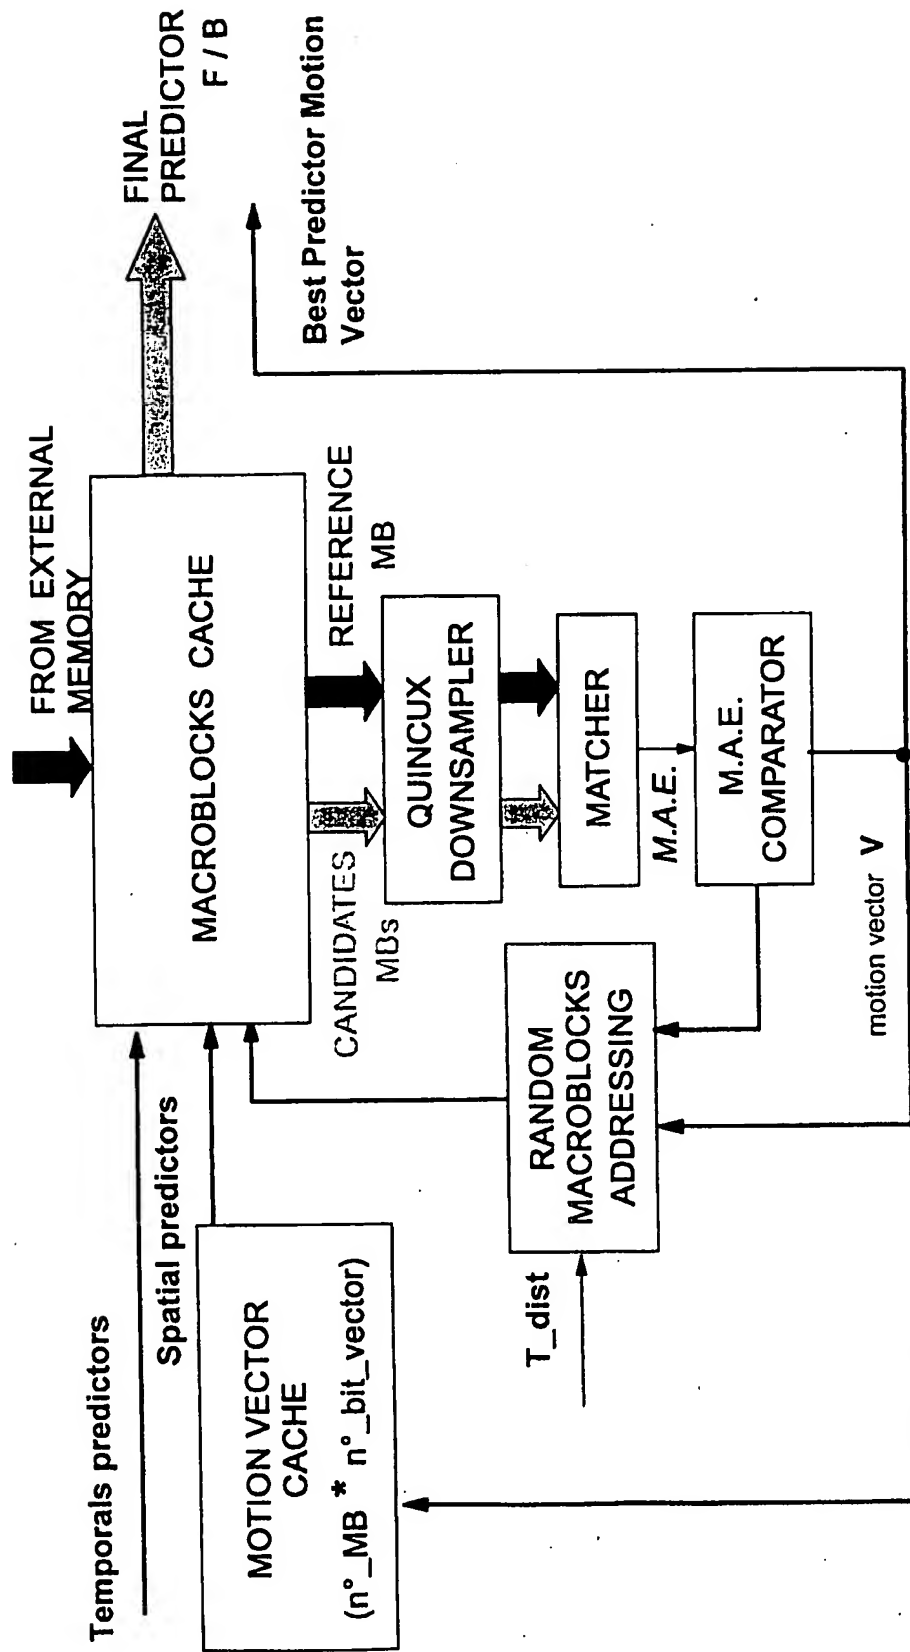 FROM EXTERNAL
MEMORY
FINAL
PREDICTOR
F / B
Temporals predictors
Spatial predictors
MACROBLOCKS CACHE
Best Predictor Motion
Vector
MOTION VECTOR
CACHE
(n°_MB * n°_bit_vector)
CANDIDATES
MBs
REFERENCE
MB
QUINCUX
DOWNSAMPLER
T_dist
RANDOM
MACROBLOCKS
ADDRESSING
MATCHER
M.A.E.
M.A.E.
COMPARATOR
motion vector V